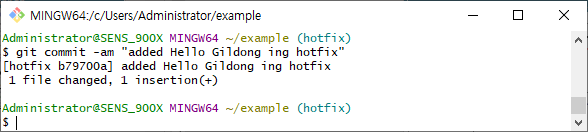 MINGW64:/c/Users/Administrator/example
Administrator@SENS_900X MINGW64 ~/example (hotfix)
$ git commit -am "added Hello Gildong ing hotfix"
[hotfix b79700a] added Hello Gildong ing hotfix
 1 file changed, 1 insertion(+)
Administrator@SENS_900X MINGW64 ~/example (hotfix)
$